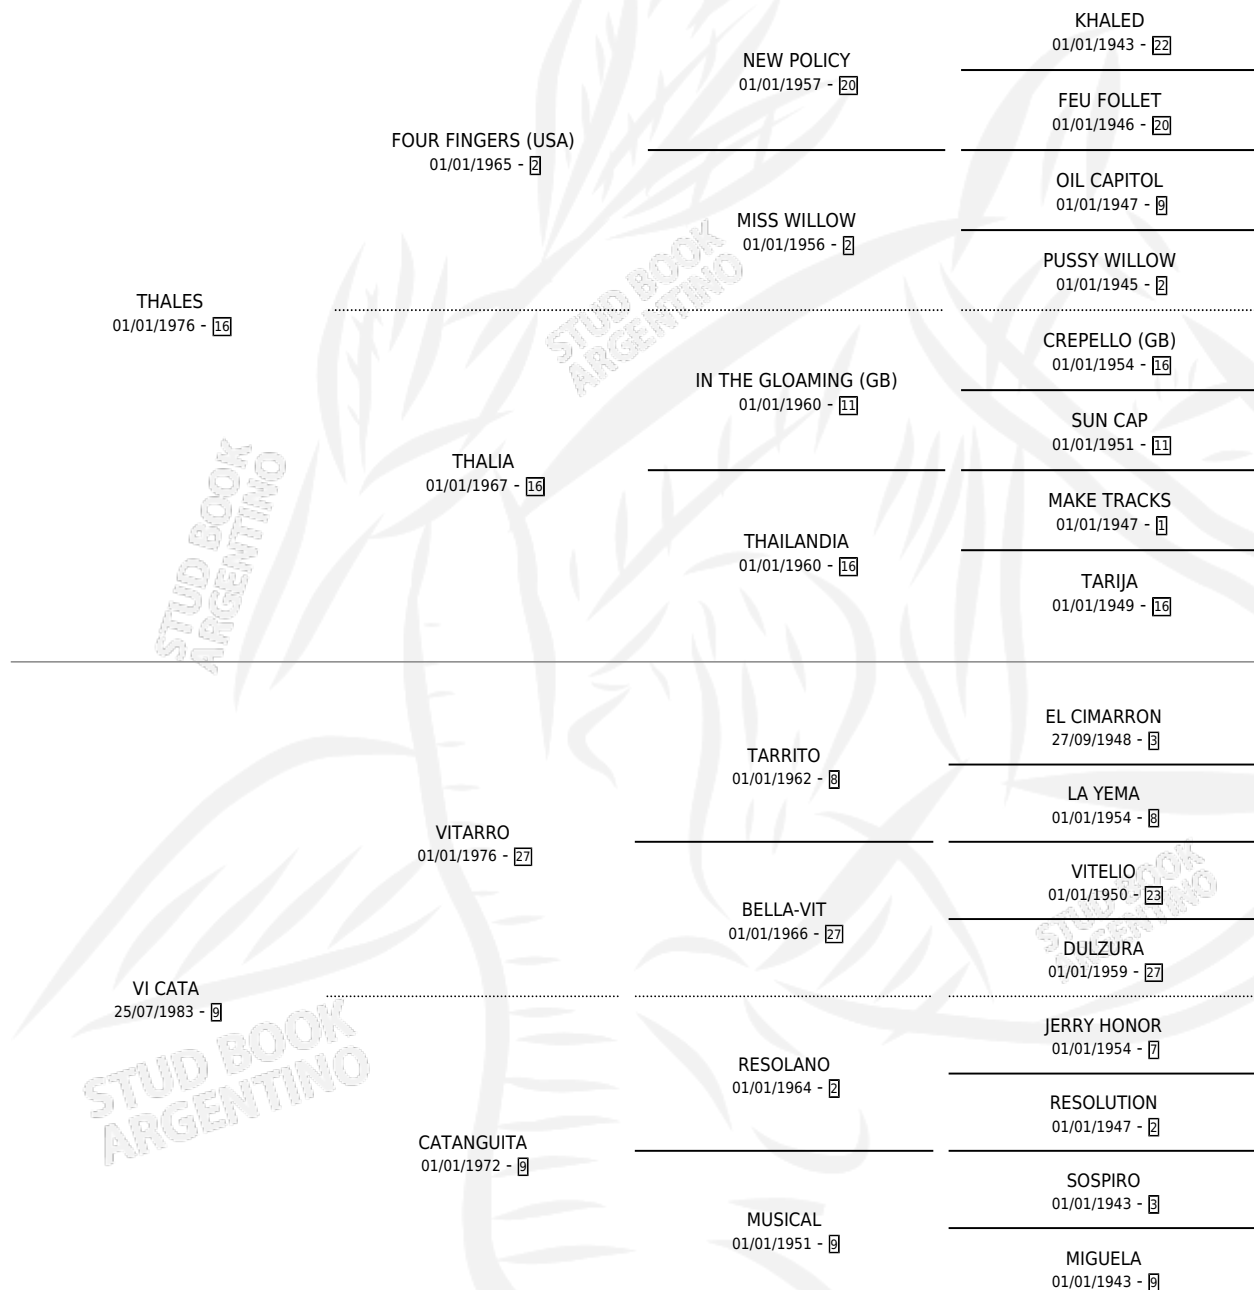 THALES
01/01/1976 - 16
FOUR FINGERS (USA)
01/01/1965 - 2
NEW POLICY
01/01/1957 - 20
KHALED
01/01/1943 - 22
FEU FOLLET
01/01/1946 - 20
MISS WILLOW
01/01/1956 - 2
OIL CAPITOL
01/01/1947 - 9
PUSSY WILLOW
01/01/1945 - 2
THALIA
01/01/1967 - 16
IN THE GLOAMING (GB)
01/01/1960 - 11
CREPELLO (GB)
01/01/1954 - 16
SUN CAP
01/01/1951 - 11
THAILANDIA
01/01/1960 - 16
MAKE TRACKS
01/01/1947 - 1
TARIJA
01/01/1949 - 16
VI CATA
25/07/1983 - 9
VITARRO
01/01/1976 - 27
TARRITO
01/01/1962 - 8
EL CIMARRON
27/09/1948 - 3
LA YEMA
01/01/1954 - 8
BELLA-VIT
01/01/1966 - 27
VITELIO
01/01/1950 - 23
DULZURA
01/01/1959 - 27
CATANGUITA
01/01/1972 - 9
RESOLANO
01/01/1964 - 2
JERRY HONOR
01/01/1954 - 7
RESOLUTION
01/01/1947 - 2
MUSICAL
01/01/1951 - 9
SOSPIRO
01/01/1943 - 3
MIGUELA
01/01/1943 - 9
STUD BOOK
ARGENTINO
STUD BOOK
ARGENTINO
STUD BOOK
ARGENTINO
STUD BOOK
ARGENTINO